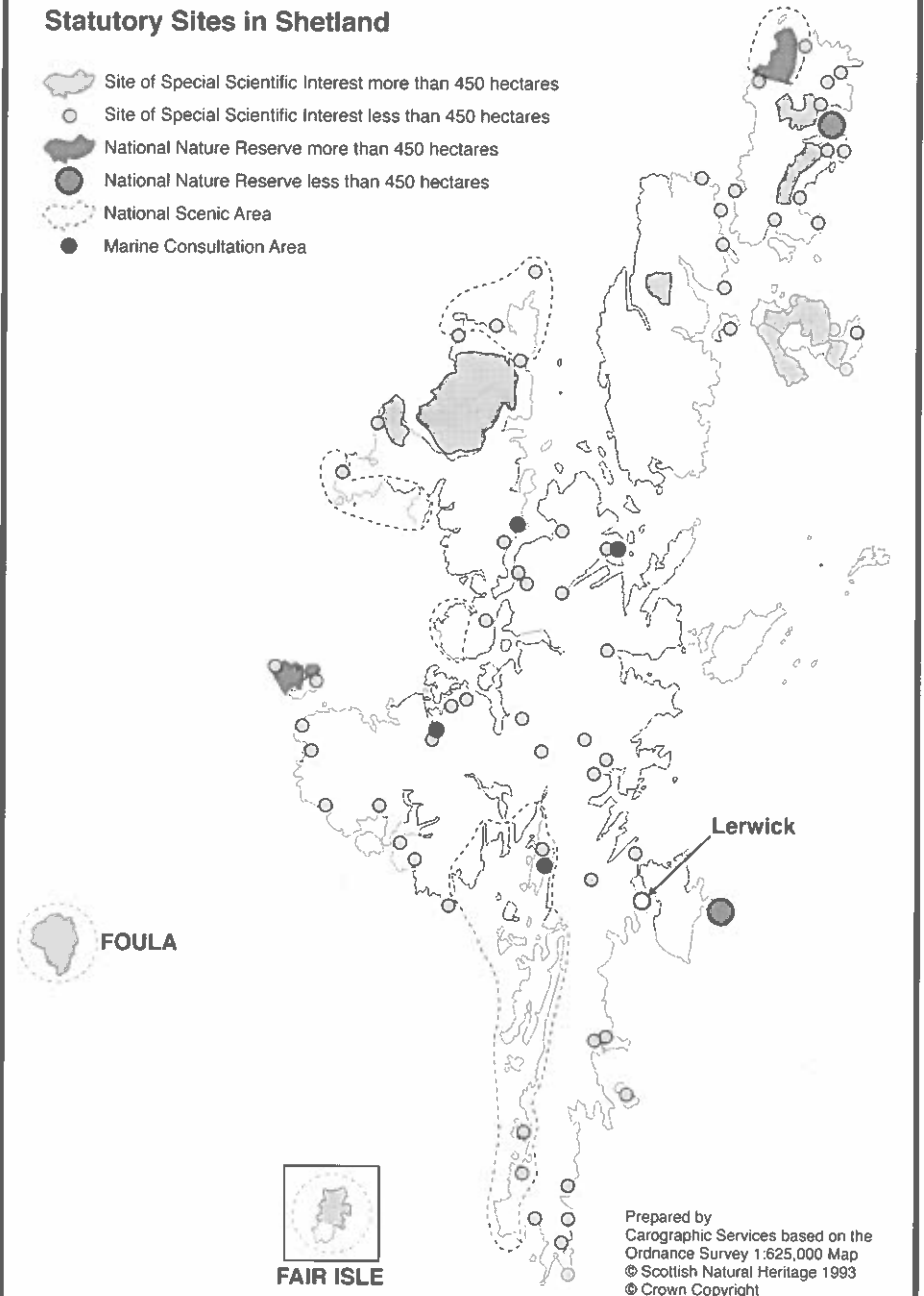 Statutory Sites in Shetland
Site of Special Scientific Interest more than 450 hectares
Site of Special Scientific Interest less than 450 hectares
National Nature Reserve more than 450 hectares
National Nature Reserve less than 450 hectares
National Scenic Area
Marine Consultation Area
Lerwick
FOULA
FAIR ISLE
Prepared by
Carographic Services based on the
Ordnance Survey 1:625,000 Map
© Scottish Natural Heritage 1993
© Crown Copyright